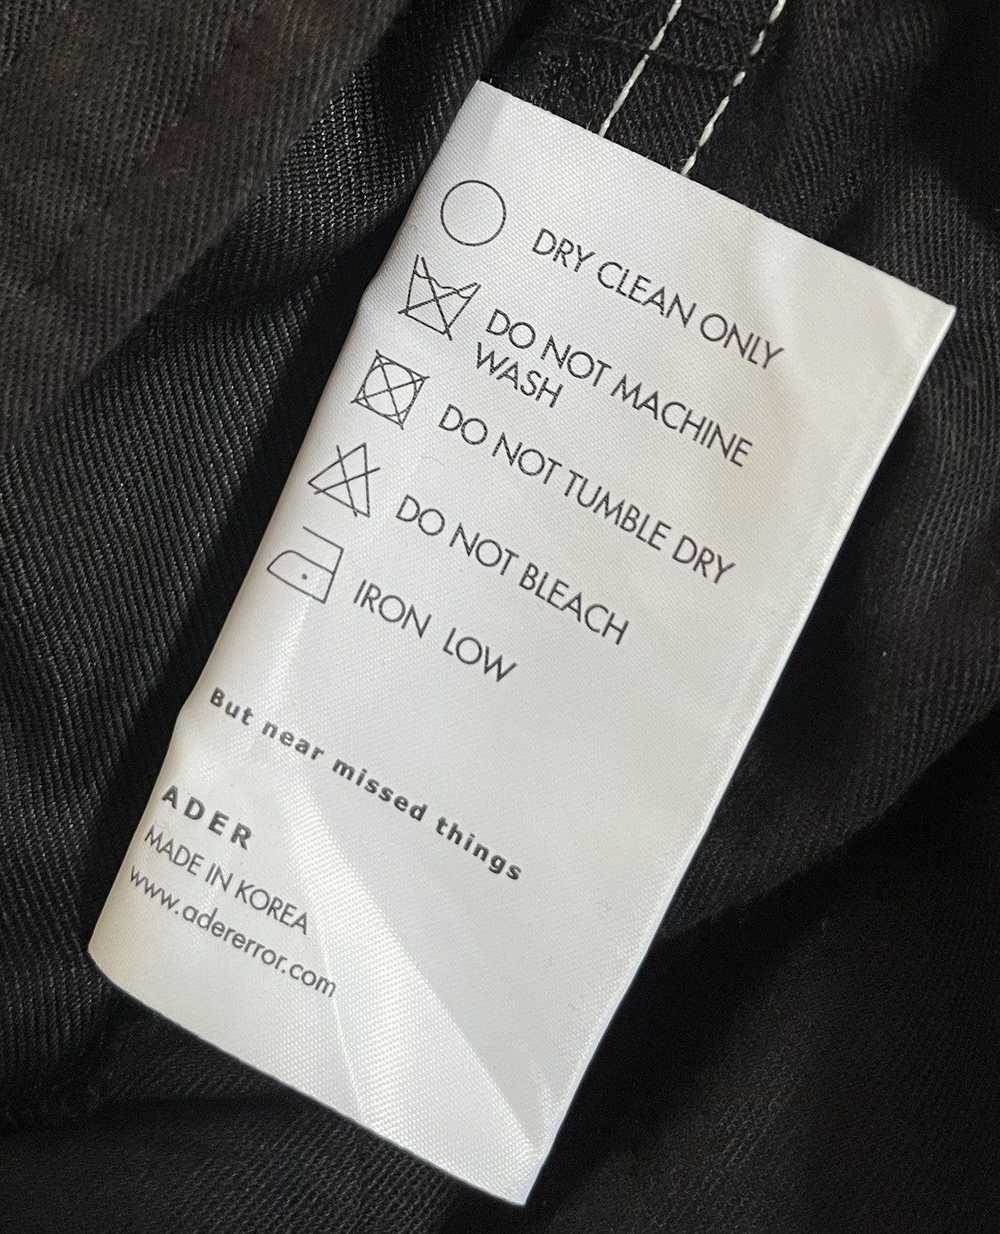 DRY CLEAN ONLY
DO NOT MACHINE
WASH
DO NOT TUMBLE DRY
DO NOT BLEACH
IRON LOW
But near missed things
ADER
MADE IN KOREA
www.adererror.com